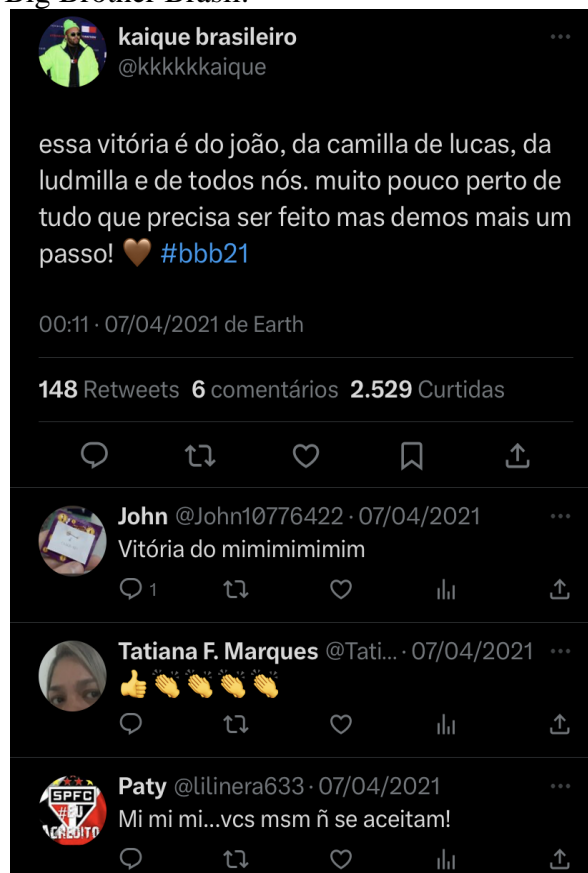 Big Brother Brasil.
kaique brasileiro
@kkkkkkaique
essa vitória é do joão, da camilla de lucas, da
ludmilla e de todos nós. muito pouco perto de
tudo que precisa ser feito mas demos mais um
passo! 🤎 #bbb21
00:11 · 07/04/2021 de Earth
148 Retweets 6 comentários 2.529 Curtidas
John @John10776422 · 07/04/2021
Vitória do mimimimimim
1
Tatiana F. Marques @Tati... · 07/04/2021
👍👏👏👏👏
Paty @lilinera633 · 07/04/2021
SPFC
#EU
ACREDITO
Mi mi mi...vcs msm ñ se aceitam!